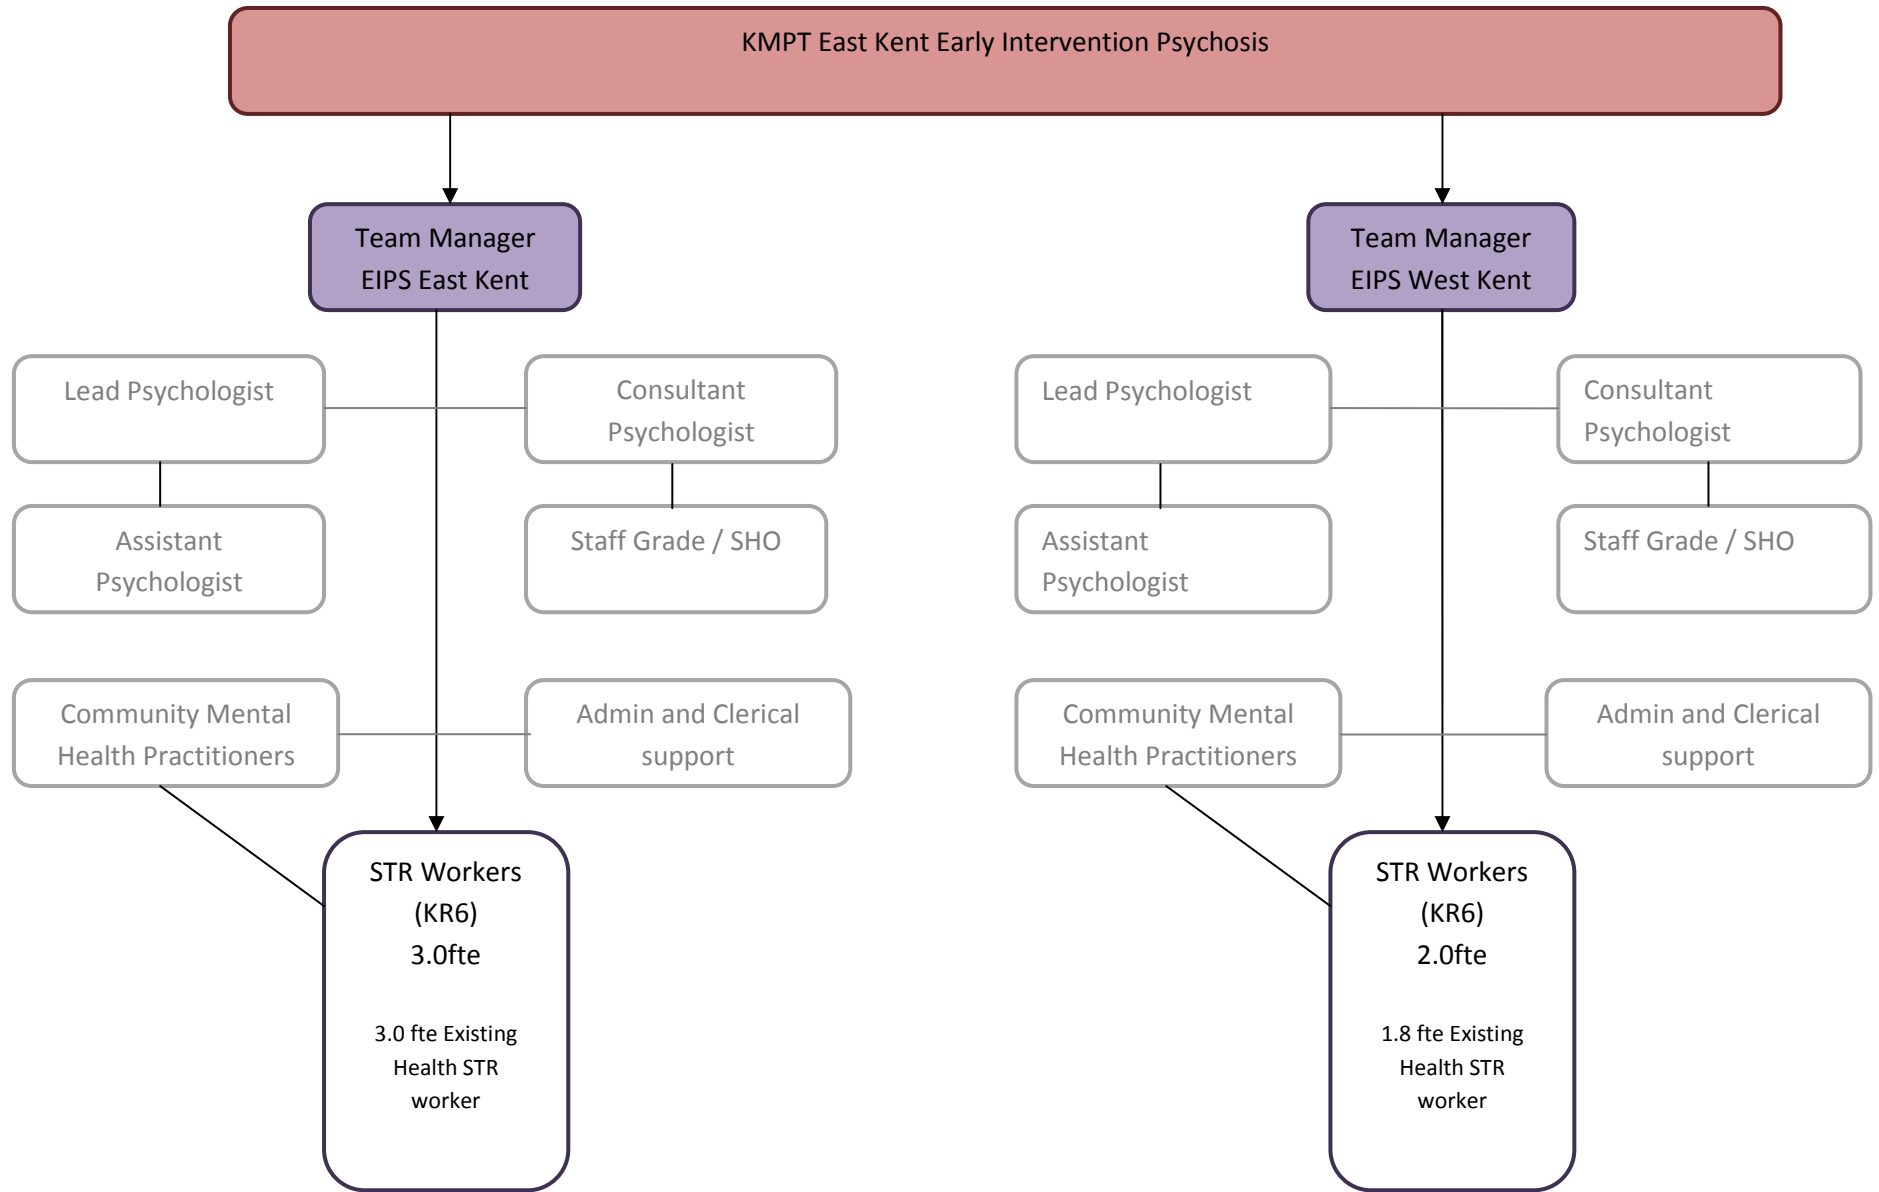 KMPT East Kent Early Intervention Psychosis
Team Manager
EIPS East Kent
Team Manager
EIPS West Kent
Lead Psychologist
Consultant
Psychologist
Lead Psychologist
Consultant
Psychologist
Assistant
Psychologist
Staff Grade / SHO
Assistant
Psychologist
Staff Grade / SHO
Community Mental
Health Practitioners
Admin and Clerical
support
Community Mental
Health Practitioners
Admin and Clerical
support
STR Workers
(KR6)
3.0fte
3.0 fte Existing
Health STR
worker
STR Workers
(KR6)
2.0fte
1.8 fte Existing
Health STR
worker